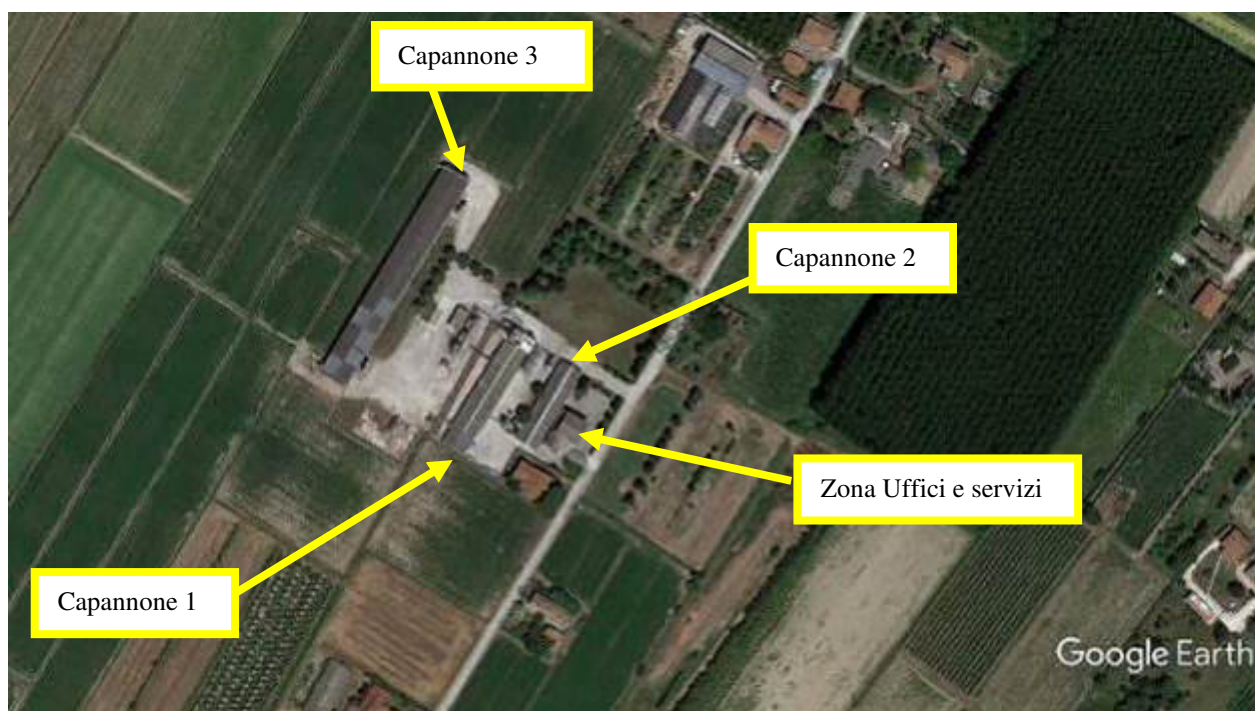 Capannone 3
Capannone 2
Zona Uffici e servizi
Capannone 1
Google Earth